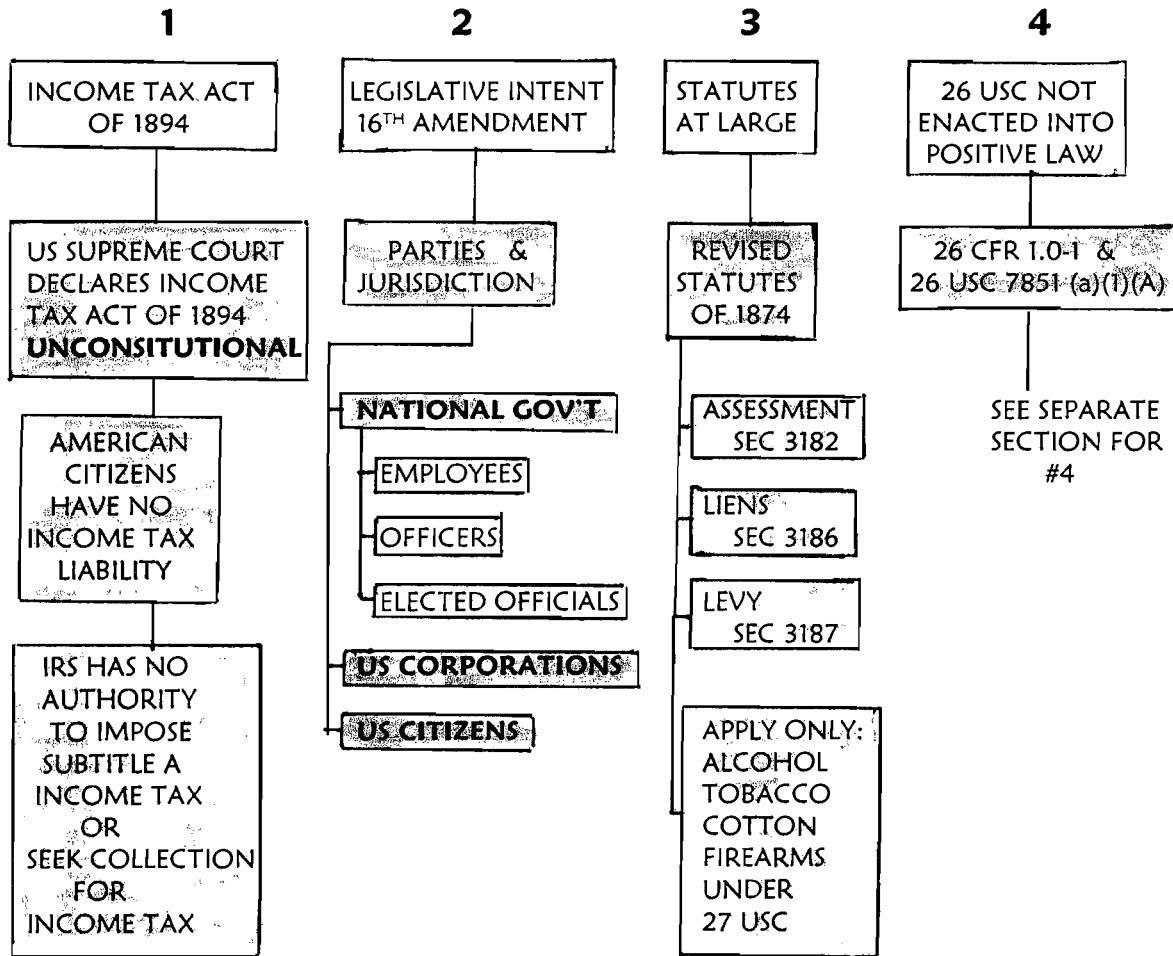 1
INCOME TAX ACT
OF 1894
US SUPREME COURT
DECLARES INCOME
TAX ACT OF 1894
UNCONSITUTIONAL
AMERICAN
CITIZENS
HAVE NO
INCOME TAX
LIABILITY
IRS HAS NO
AUTHORITY
TO IMPOSE
SUBTITLE A
INCOME TAX
OR
SEEK COLLECTION
FOR
INCOME TAX
2
LEGISLATIVE INTENT
16TH AMENDMENT
PARTIES &
JURISDICTION
NATIONAL GOV'T
EMPLOYEES
OFFICERS
ELECTED OFFICIALS
US CORPORATIONS
US CITIZENS
3
STATUTES
AT LARGE
REVISED
STATUTES
OF 1874
ASSESSMENT
SEC 3182
LIENS
SEC 3186
LEVY
SEC 3187
APPLY ONLY:
ALCOHOL
TOBACCO
COTTON
FIREARMS
UNDER
27 USC
4
26 USC NOT
ENACTED INTO
POSITIVE LAW
26 CFR 1.0-1 &
26 USC 7851 (a)(1)(A)
SEE SEPARATE
SECTION FOR
#4